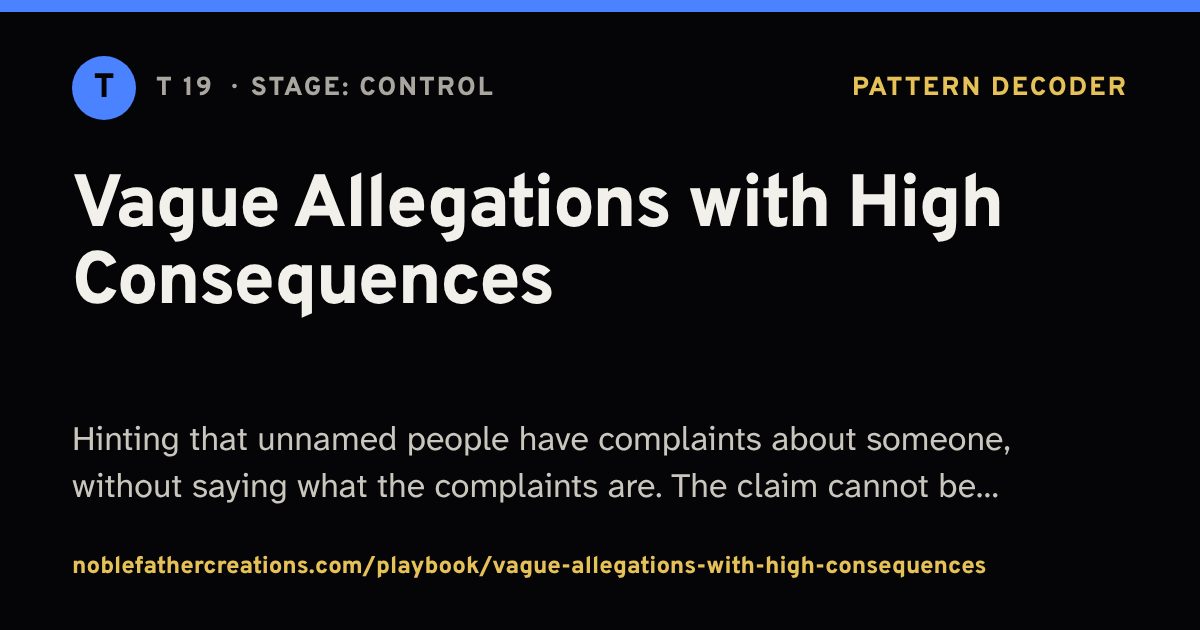 T
T 19 · STAGE: CONTROL
PATTERN DECODER
Vague Allegations with High
Consequences
Hinting that unnamed people have complaints about someone,
without saying what the complaints are. The claim cannot be…
noblefathercreations.com/playbook/vague-allegations-with-high-consequences